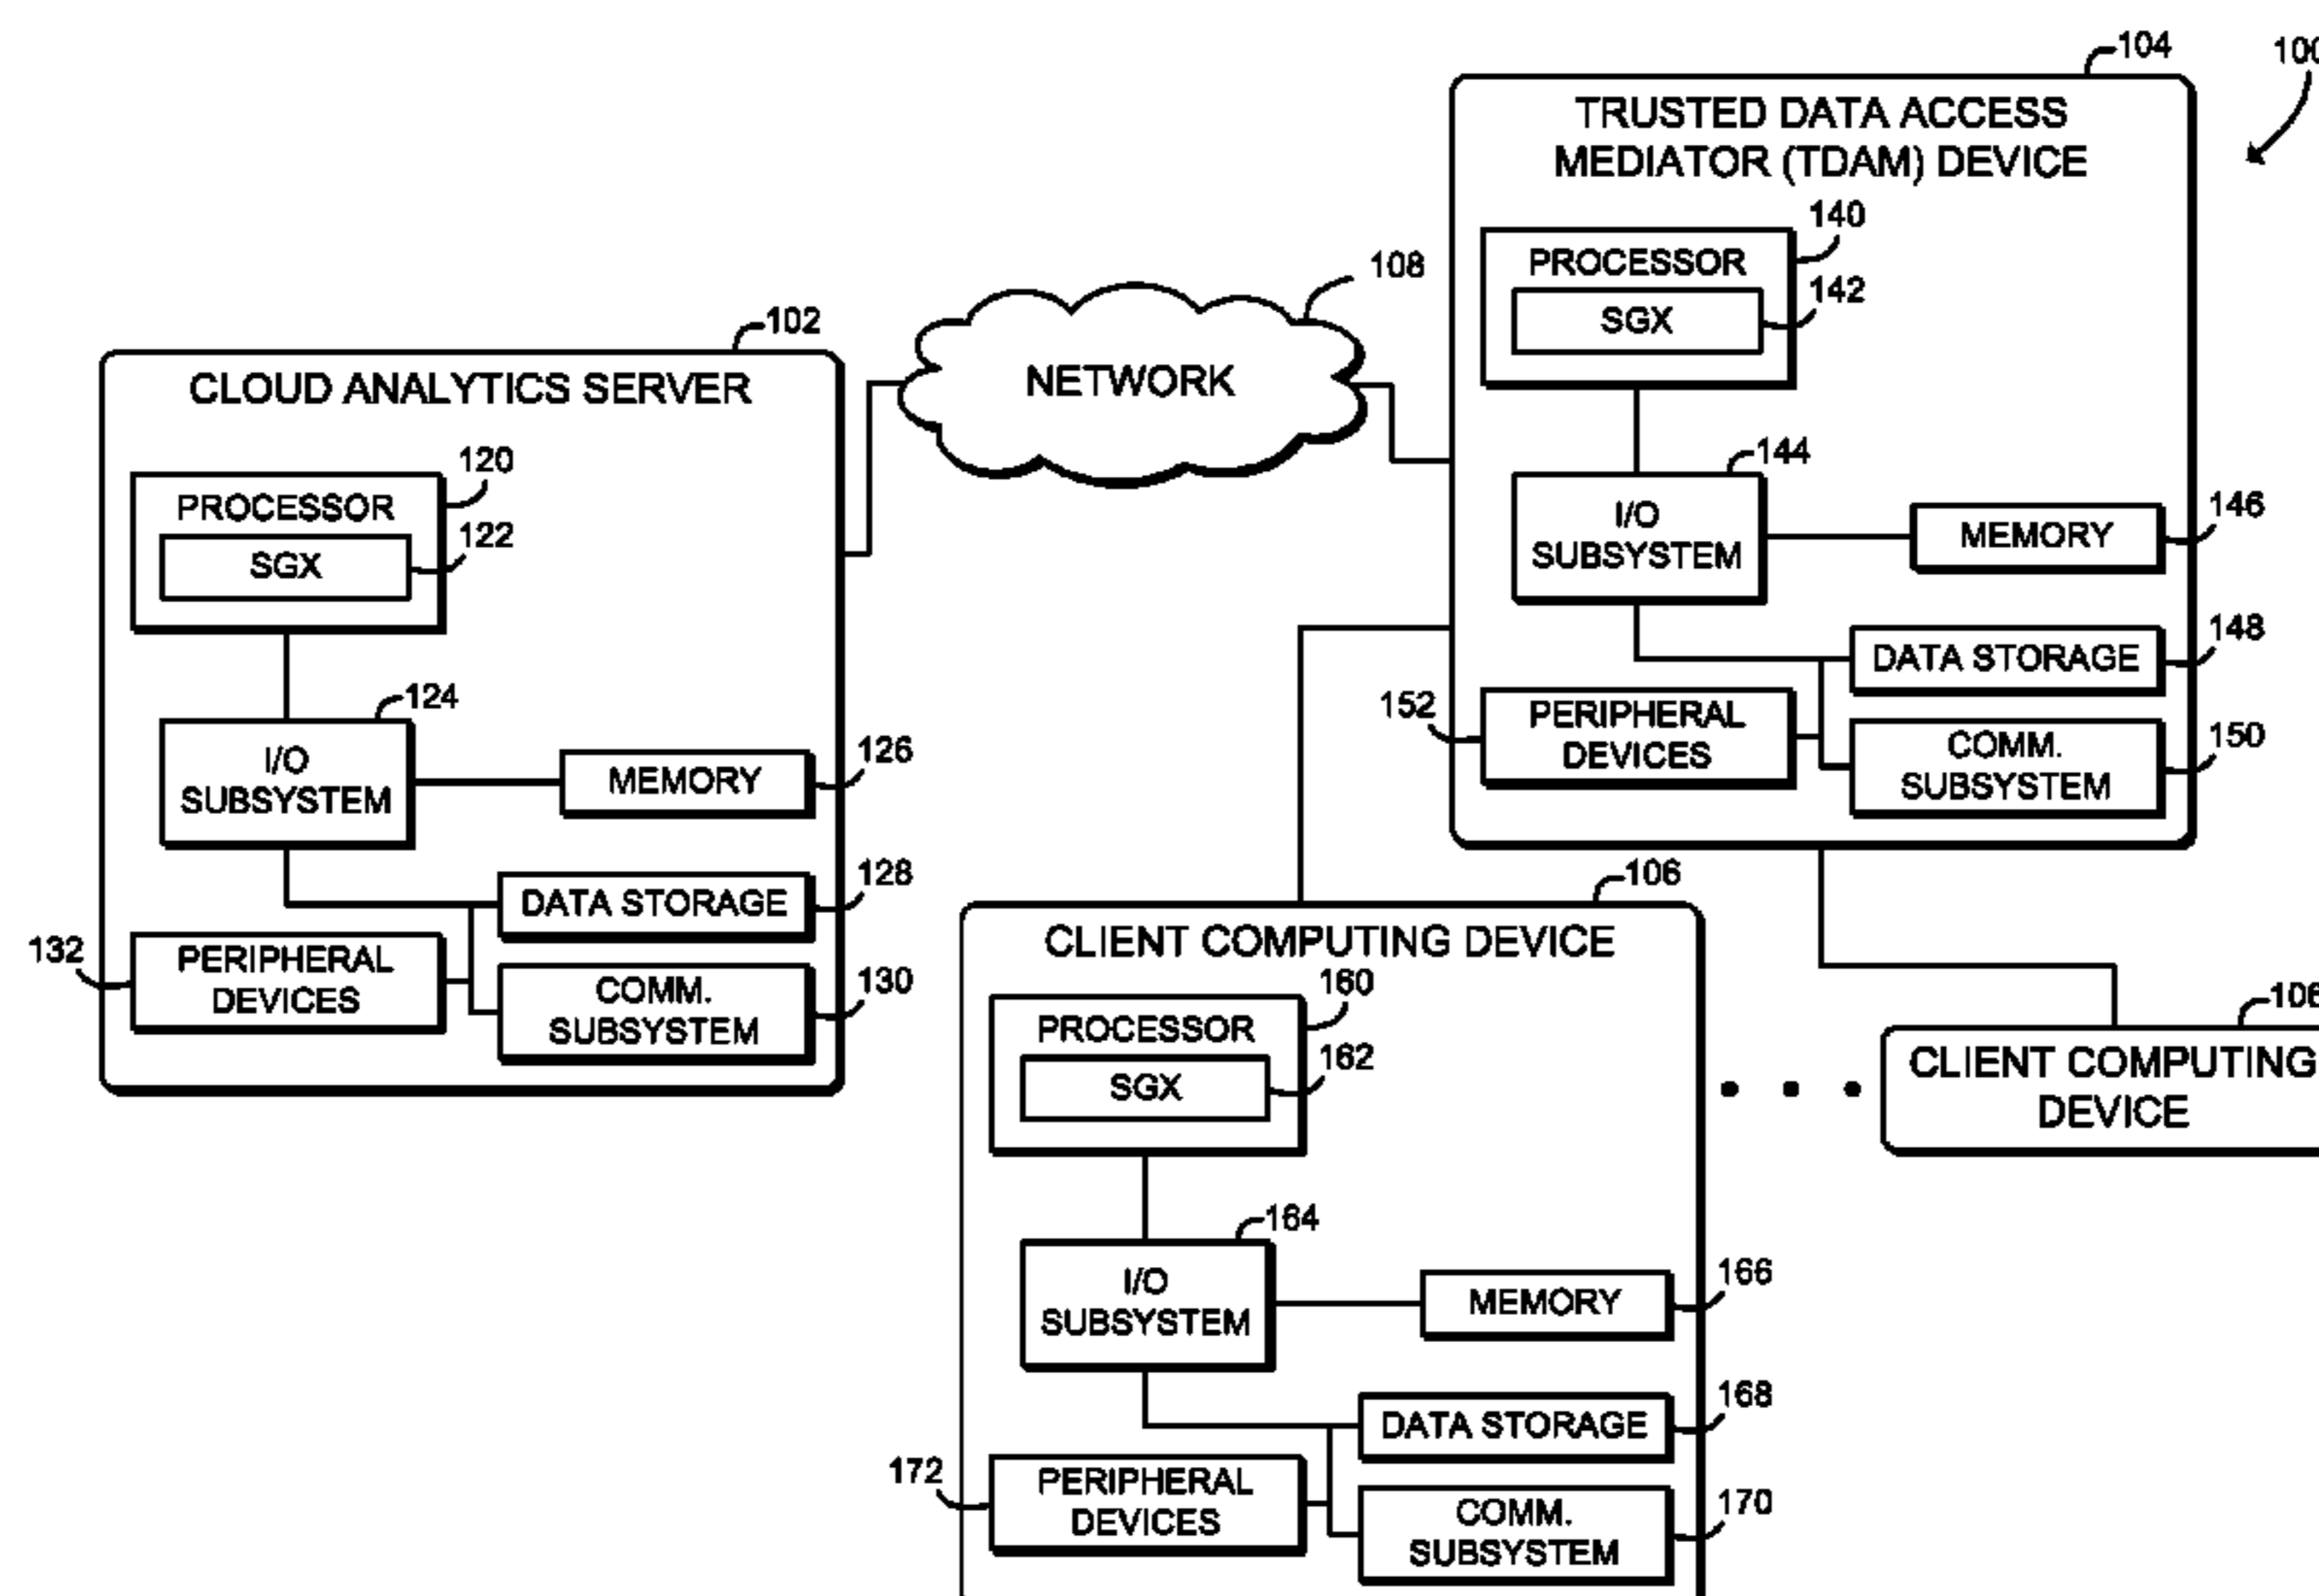 104
100
TRUSTED DATA ACCESS
MEDIATOR (TDAM) DEVICE
140
PROCESSOR
142
SGX
144
I/O
SUBSYSTEM
146
MEMORY
148
DATA STORAGE
152
PERIPHERAL
DEVICES
150
COMM.
SUBSYSTEM
108
NETWORK
102
CLOUD ANALYTICS SERVER
120
PROCESSOR
122
SGX
124
I/O
SUBSYSTEM
126
MEMORY
128
DATA STORAGE
132
PERIPHERAL
DEVICES
130
COMM.
SUBSYSTEM
106
CLIENT COMPUTING DEVICE
160
PROCESSOR
162
SGX
164
I/O
SUBSYSTEM
166
MEMORY
168
DATA STORAGE
172
PERIPHERAL
DEVICES
170
COMM.
SUBSYSTEM
106
CLIENT COMPUTING
DEVICE